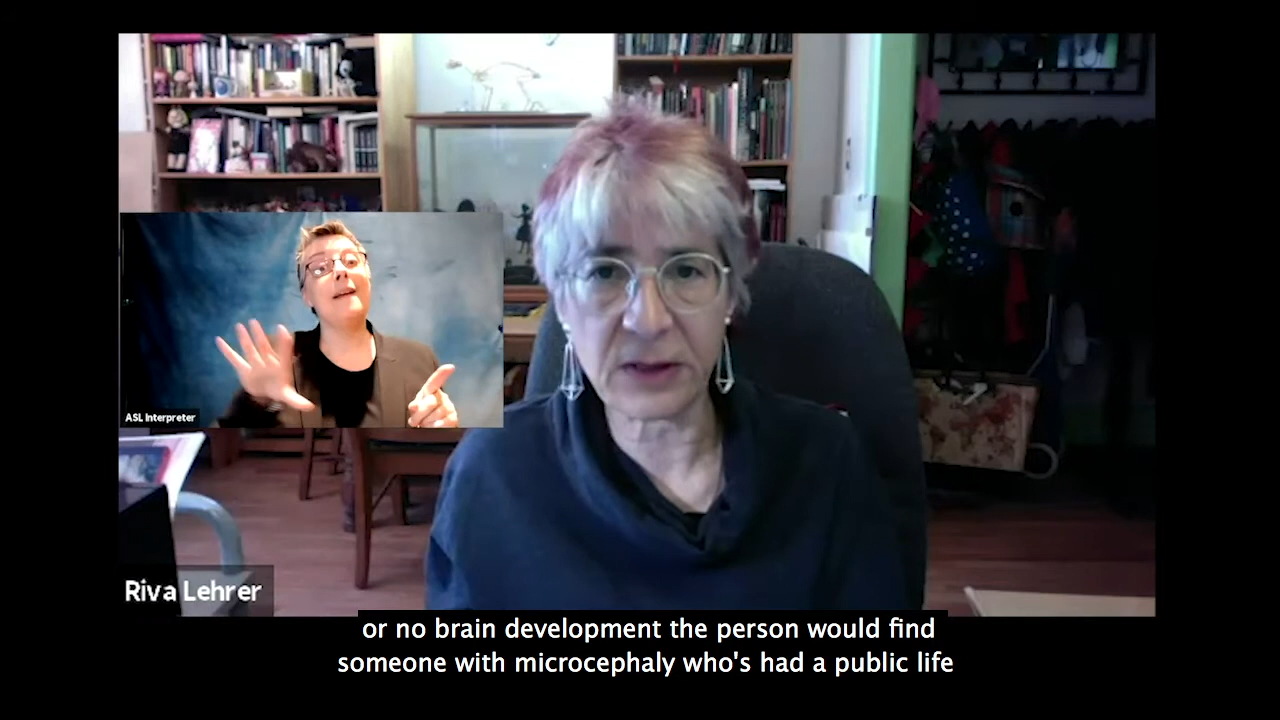 ASL Interpreter
Riva Lehrer
or no brain development the person would find
someone with microcephaly who's had a public life